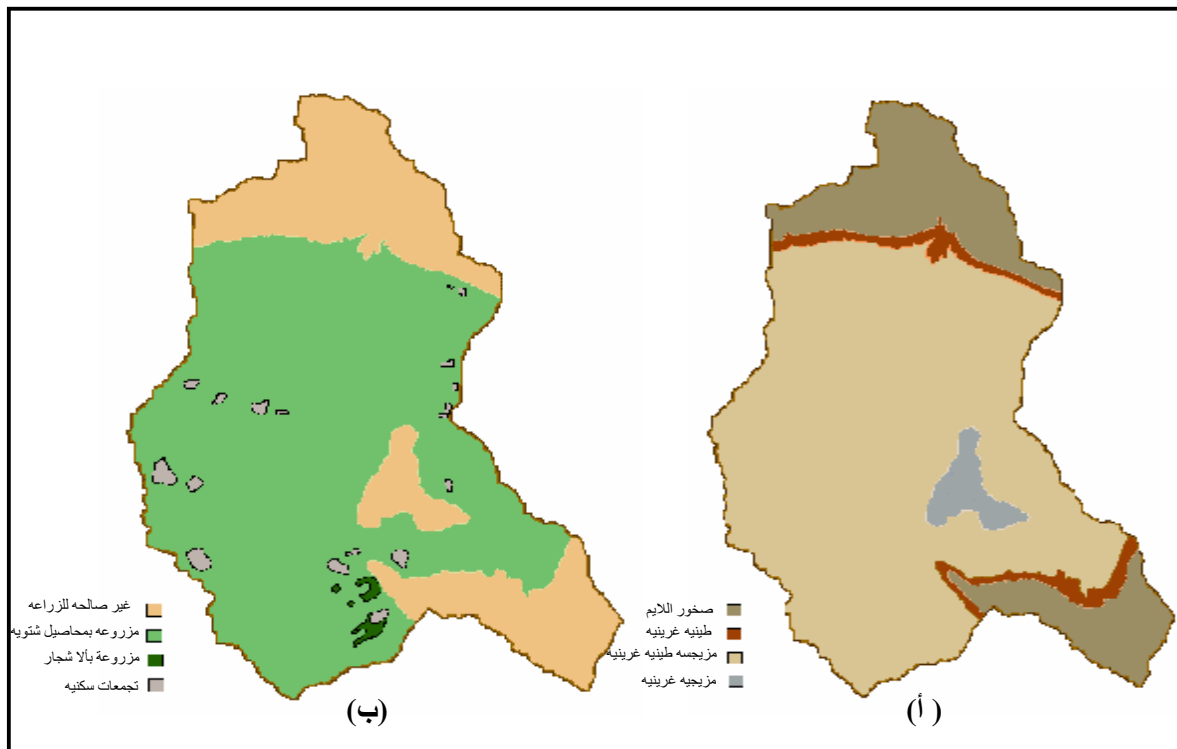 صخور اللايم
طينيه غرينيه
مزيجسه طينيه غرينيه
مزيجيه غرينيه
( أ)
غير صالحه للزراعه
مزروعه بمحاصيل شتويه
مزروعة بألا شجار
تجمعات سكنيه
(ب)